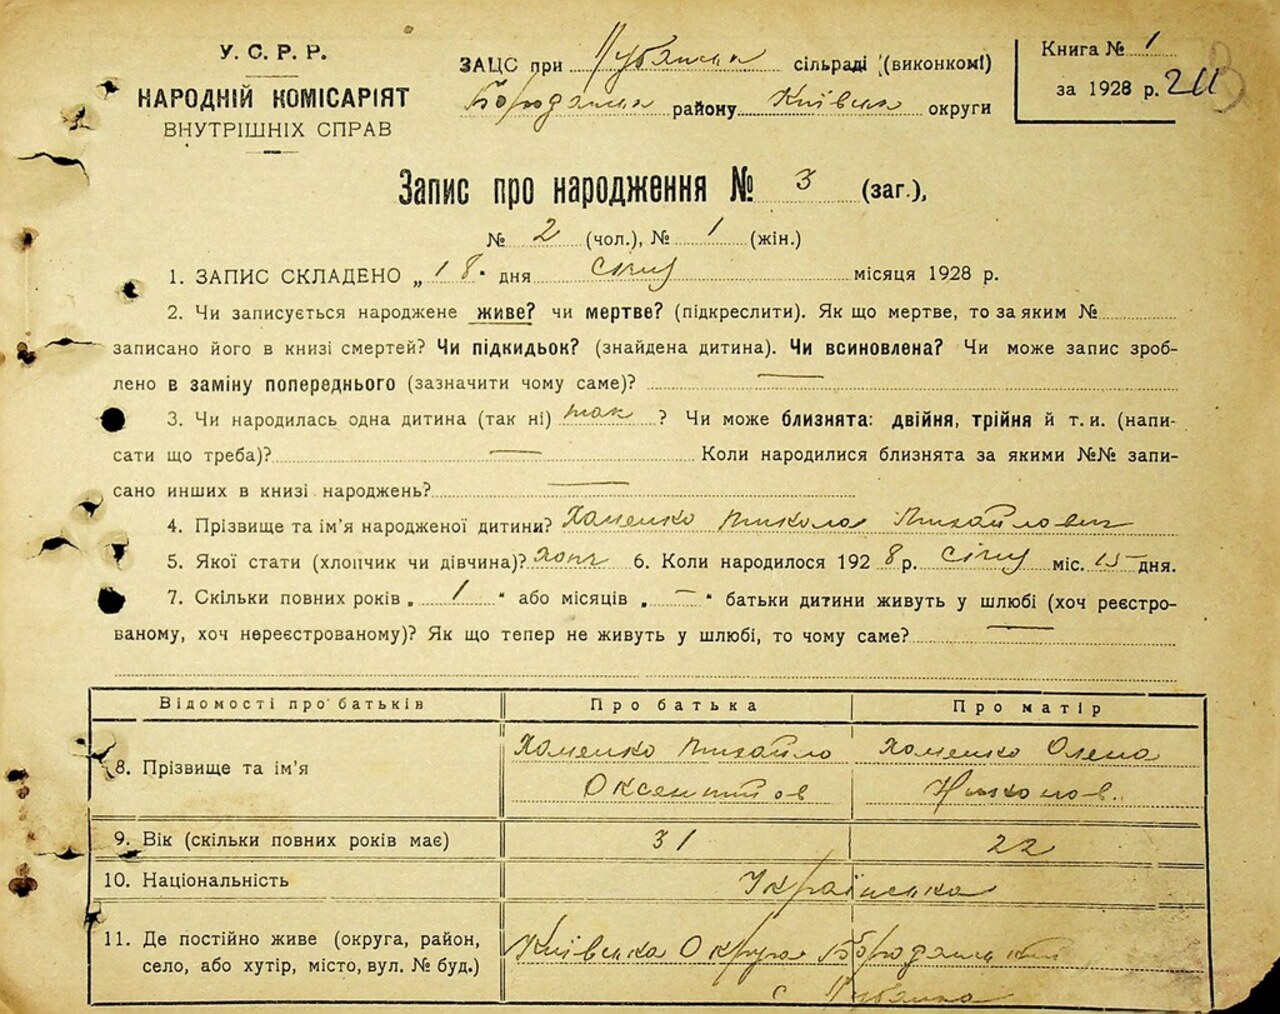 У. С. Р. Р.
НАРОДНІЙ КОМІСАРІЯТ
ВНУТРІШНІХ СПРАВ
ЗАЦС при Лубянськ сільраді (виконкомі)
Бородянськ району Київськ округи
Книга № 1
за 1928 р.
Запис про народження № 3 (заг.),
№ 2 (чол.), № 1 (жін.)
1. ЗАПИС СКЛАДЕНО „18" дня січня місяця 1928 р.
2. Чи записується народжене живе? чи мертве? (підкреслити). Як що мертве, то за яким №
записано його в книзі смертей? Чи підкидьок? (знайдена дитина). Чи всиновлена? Чи може запис зроб-
лено в заміну попереднього (зазначити чому саме)? —
3. Чи народилась одна дитина (так ні) так ? Чи може близнята: двійня, трійня й т. и. (напи-
сати що треба)? — Коли народилися близнята за якими №№ запи-
сано инших в книзі народжень? —
4. Прізвище та ім'я народженої дитини? Хоменко Микола Михайлович
5. Якої стати (хлопчик чи дівчина)? хопч 6. Коли народилося 1928 р. січня міс. 15 дня.
7. Скільки повних років „ 1 " або місяців „ — " батьки дитини живуть у шлюбі (хоч реєстро-
ваному, хоч нереєстрованому)? Як що тепер не живуть у шлюбі, то чому саме? —
Відомості про батьків Про батька Про матір
8. Прізвище та ім'я Хоменко Михайло Оксентіов Хоменко Олена
9. Вік (скільки повних років має) 31 22
10. Національність Українська
11. Де постійно живе (округа, район,
село, або хутір, місто, вул. № буд.) Київська Округа Бородянський
с Лубянка